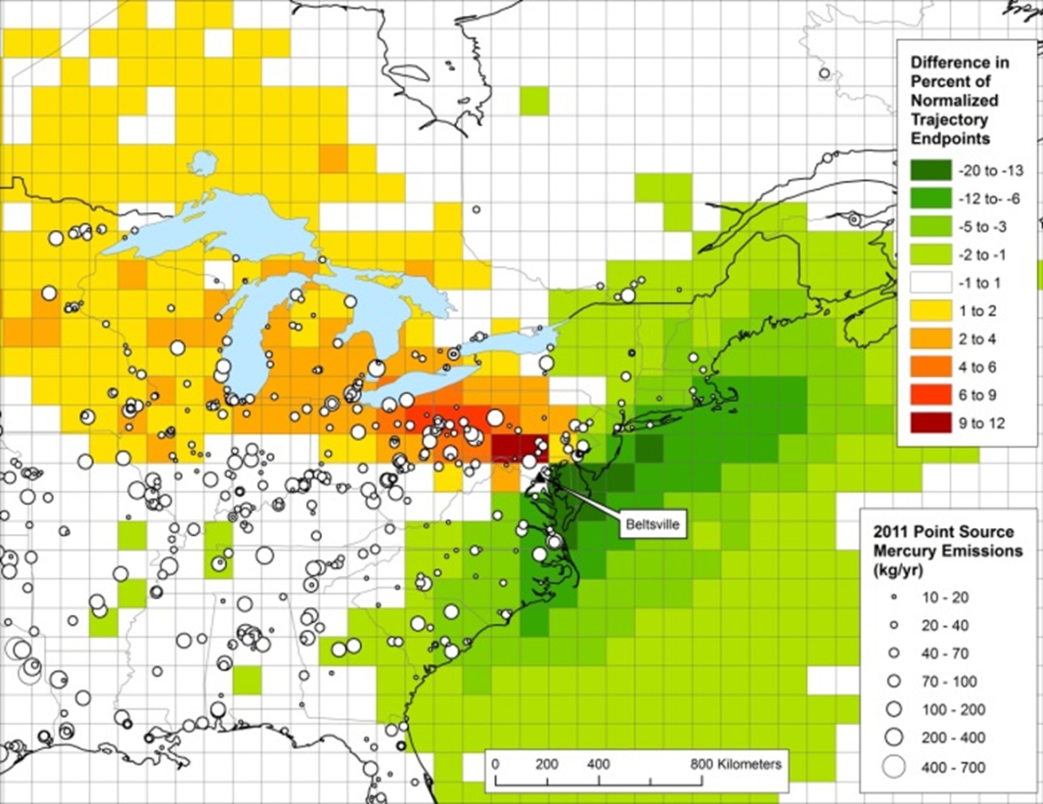 Difference in
Percent of
Normalized
Trajectory
Endpoints
-20 to -13
-12 to- -6
-5 to -3
-2 to -1
-1 to 1
1 to 2
2 to 4
4 to 6
6 to 9
9 to 12
Beltsville
2011 Point Source
Mercury Emissions
(kg/yr)
10 - 20
20 - 40
40 - 70
70 - 100
100 - 200
200 - 400
400 - 700
0 200 400 800 Kilometers